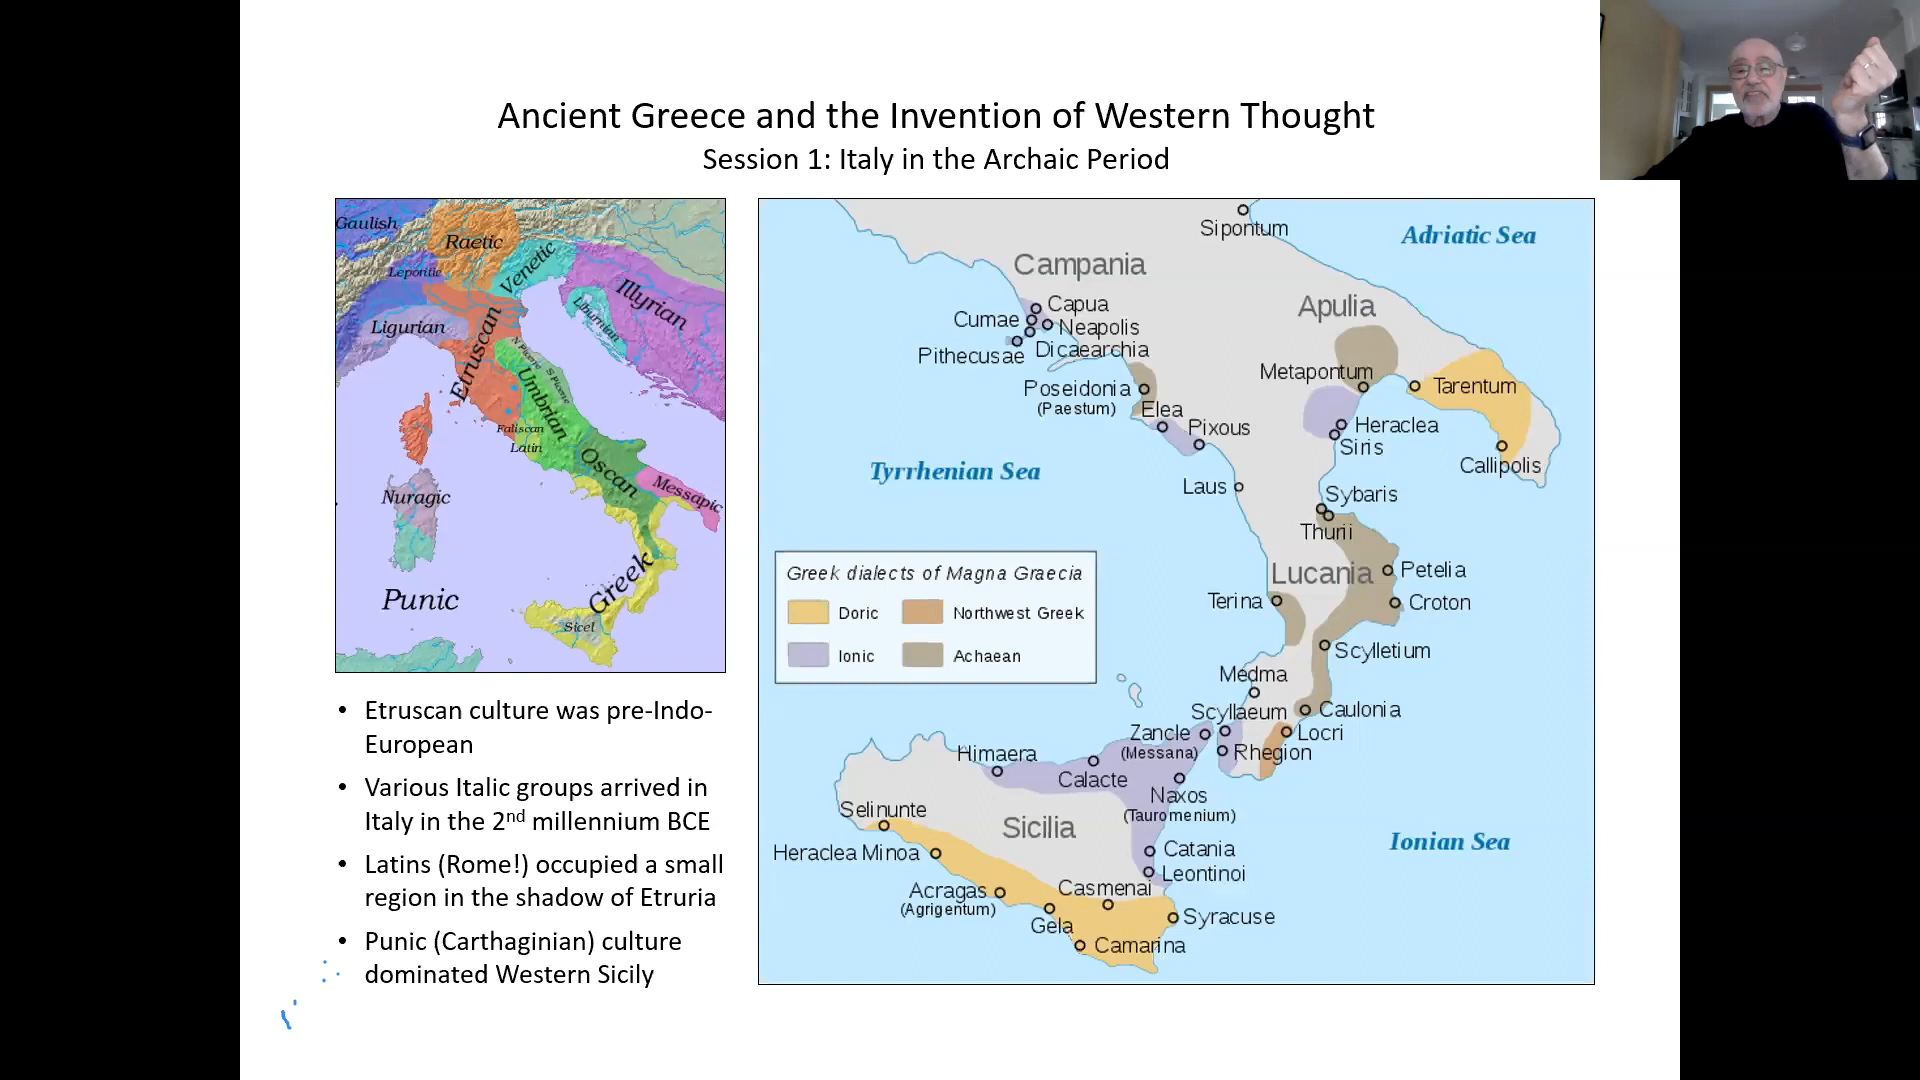 Ancient Greece and the Invention of Western Thought
Session 1: Italy in the Archaic Period
Gaulish
Raetic
Lepontic
Venetic
Illyrian
Liburnian
Ligurian
Etruscan
N Picene
S Picene
Umbrian
Faliscan
Latin
Oscan
Messapic
Nuragic
Punic
Greek
Sicel
• Etruscan culture was pre-Indo-
European
• Various Italic groups arrived in
Italy in the 2nd millennium BCE
• Latins (Rome!) occupied a small
region in the shadow of Etruria
• Punic (Carthaginian) culture
dominated Western Sicily
Sipontum
Adriatic Sea
Campania
Capua
Apulia
Cumae
Neapolis
Pithecusae
Dicaearchia
Metapontum
Tarentum
Poseidonia
(Paestum)
Elea
Pixous
Heraclea
Siris
Callipolis
Tyrrhenian Sea
Laus
Sybaris
Thurii
Greek dialects of Magna Graecia
Doric
Northwest Greek
Ionic
Achaean
Lucania
Petelia
Terina
Croton
Scylletium
Medma
Scyllaeum
Caulonia
Zancle
(Messana)
Locri
Rhegion
Himaera
Calacte
Naxos
(Tauromenium)
Selinunte
Sicilia
Ionian Sea
Heraclea Minoa
Catania
Leontinoi
Acragas
(Agrigentum)
Casmenai
Gela
Syracuse
Camarina